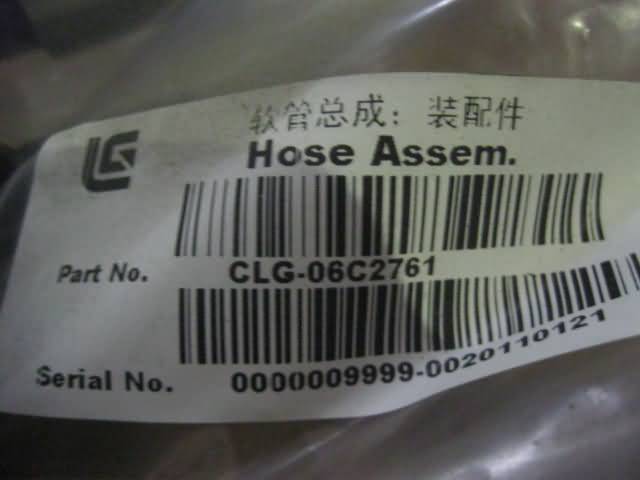 软管总成：装配件
Hose Assem.
Part No. CLG-06C2761
Serial No. 0000009999-0020110121